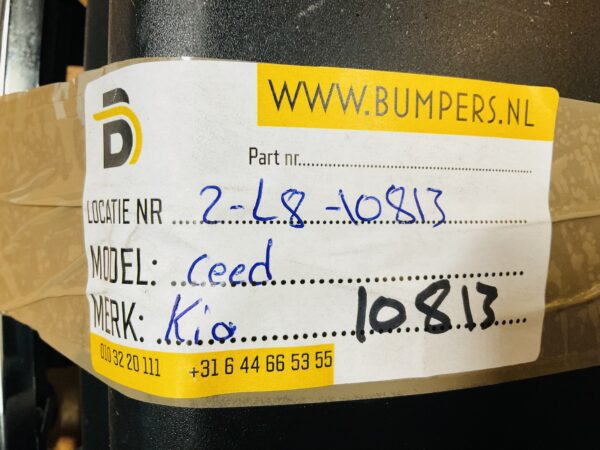 WWW.BUMPERS.NL
Part nr.
LOCATIE NR 2-L8-10813
MODEL: Ceed
MERK: Kia 10813
010 32 20 111 +31 6 44 66 53 55